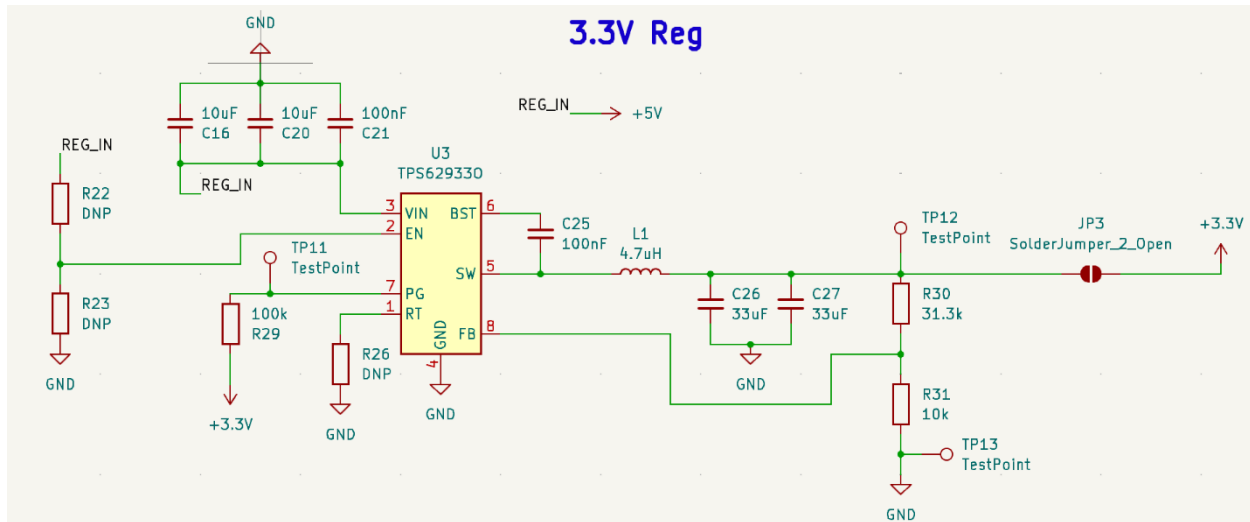 3.3V Reg
GND
10uF
C16
10uF
C20
100nF
C21
REG_IN
+5V
REG_IN
REG_IN
R22
DNP
R23
DNP
GND
U3
TPS62933O
3
VIN
2
EN
7
PG
1
RT
BST
6
SW
5
FB
8
GND
4
GND
TP11
TestPoint
100k
R29
+3.3V
R26
DNP
GND
C25
100nF
L1
4.7uH
C26
33uF
C27
33uF
GND
TP12
TestPoint
JP3
SolderJumper_2_Open
+3.3V
R30
31.3k
R31
10k
TP13
TestPoint
GND